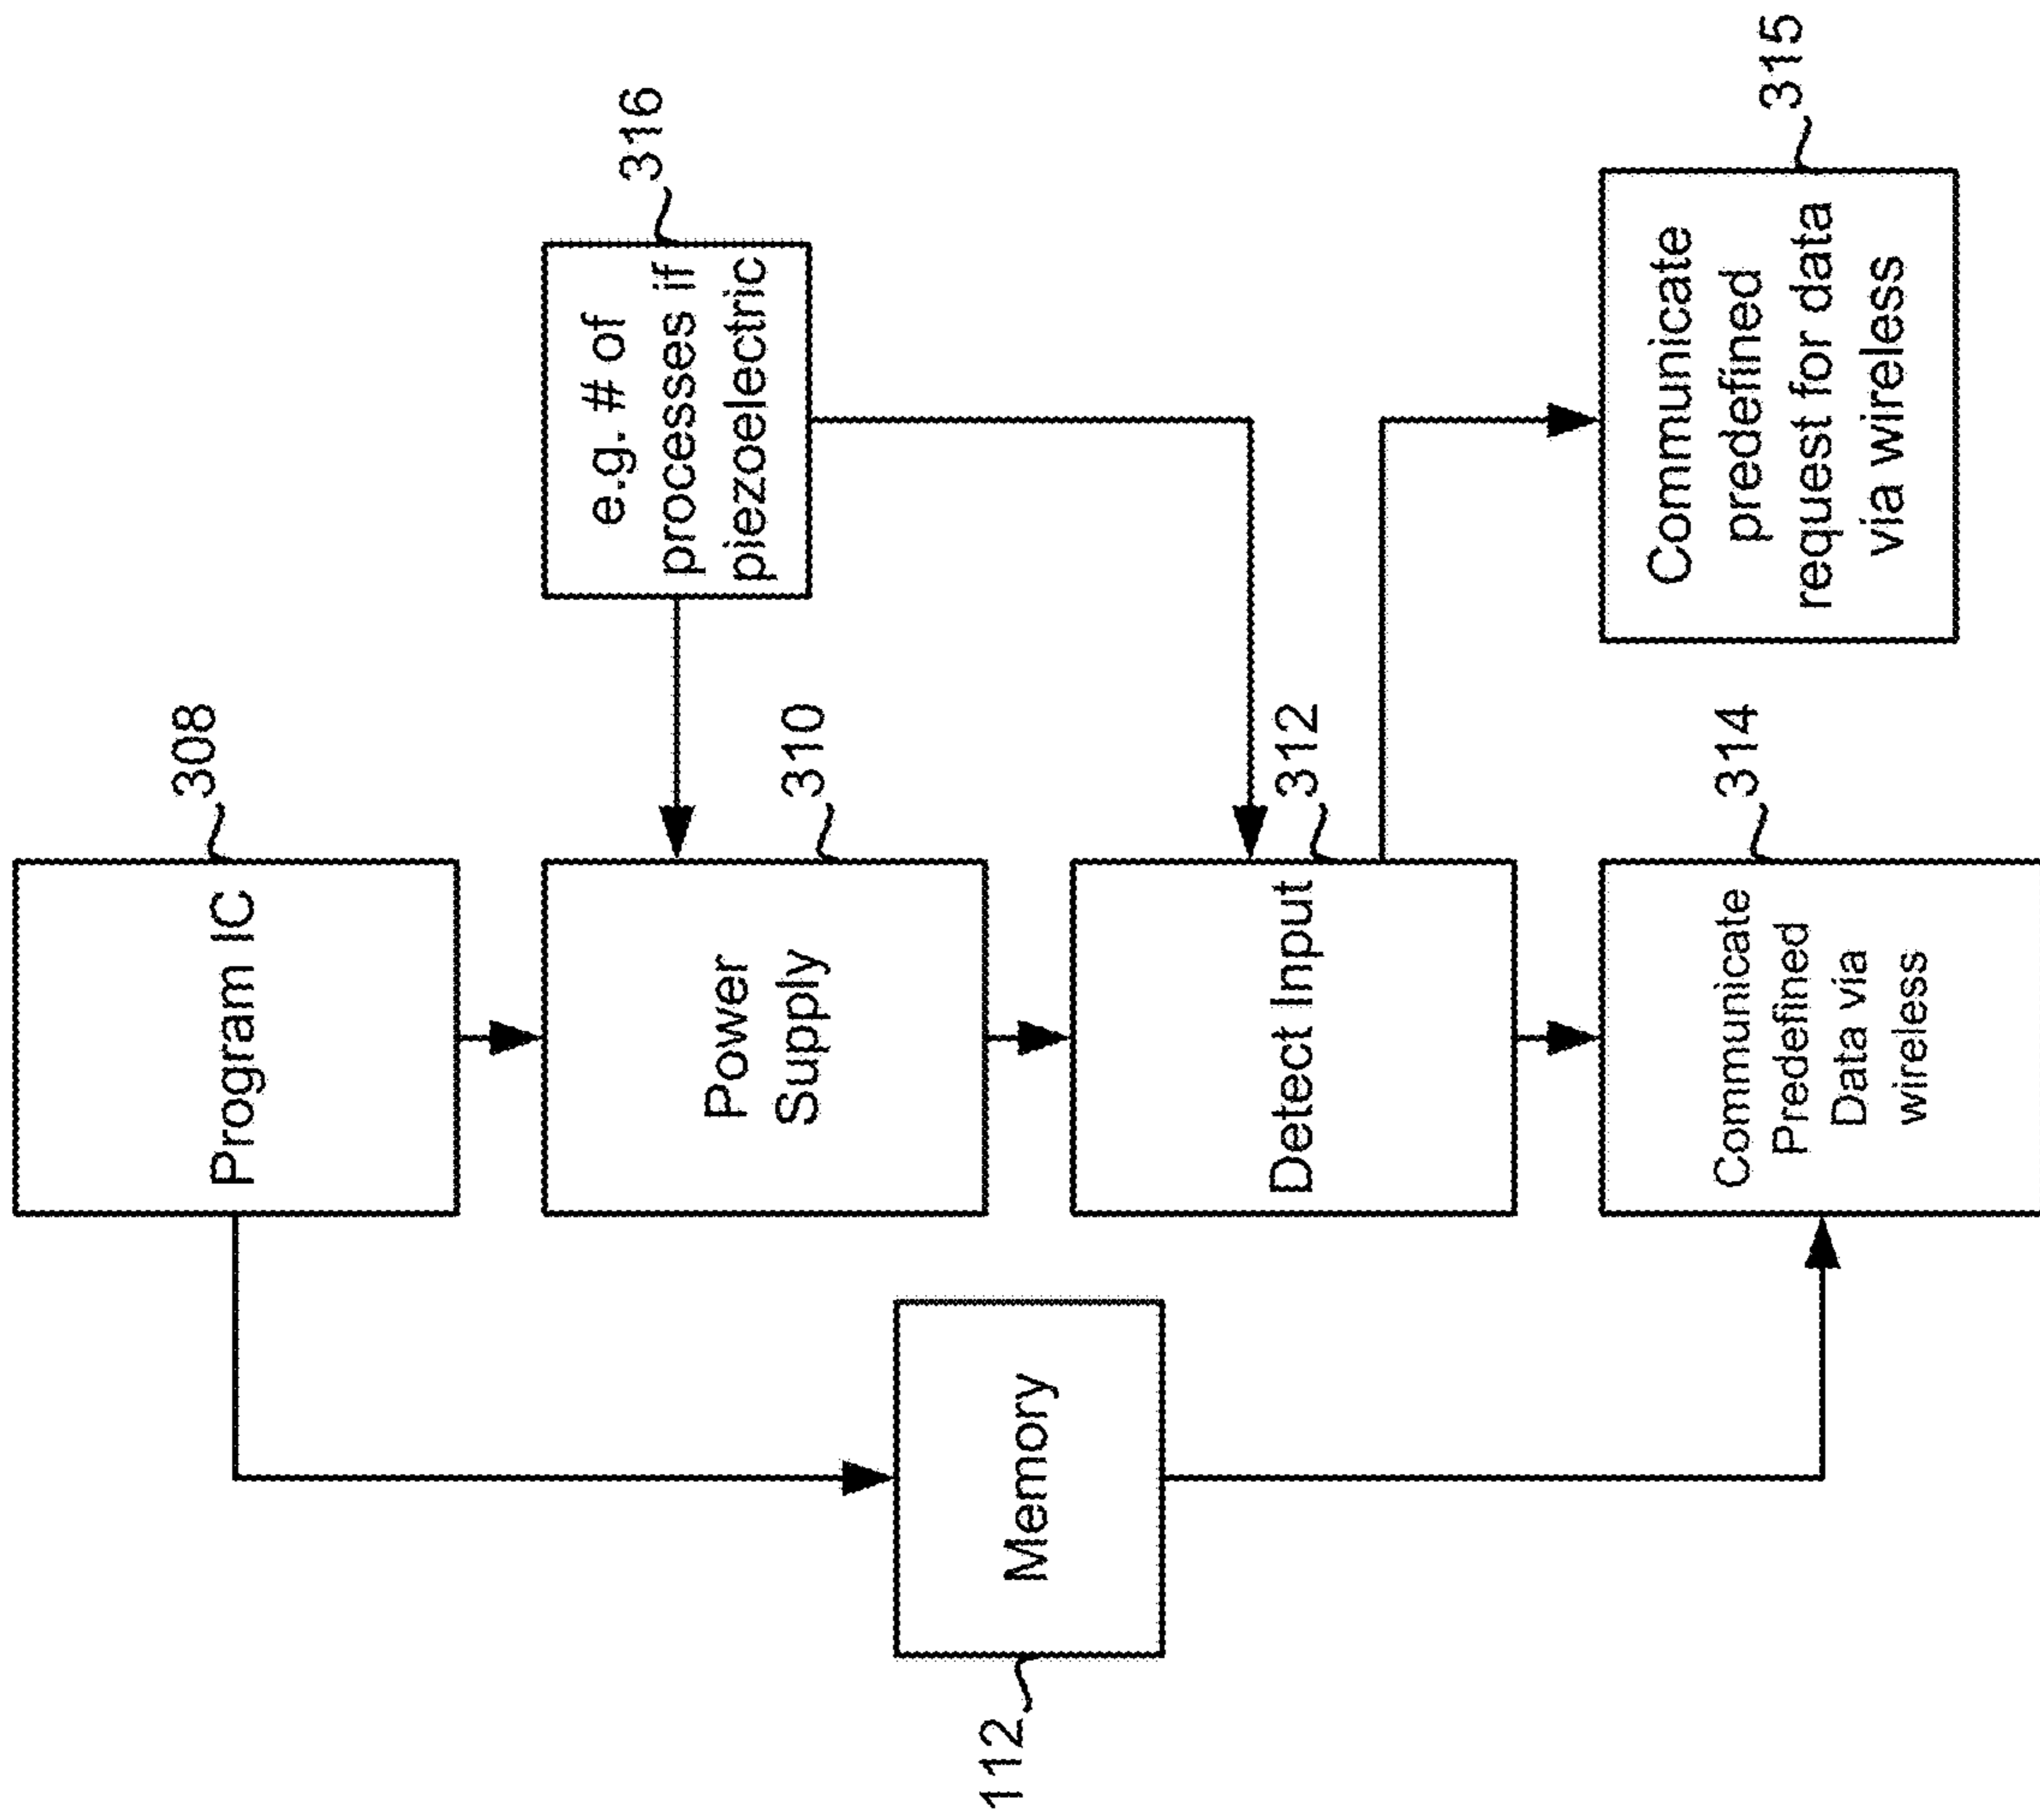 308
Program IC
316
e.g. # of
processes if
piezoelectric
310
Power
Supply
112
Memory
312
Detect Input
314
Communicate
Predefined
Data via
wireless
315
Communicate
predefined
request for data
via wireless